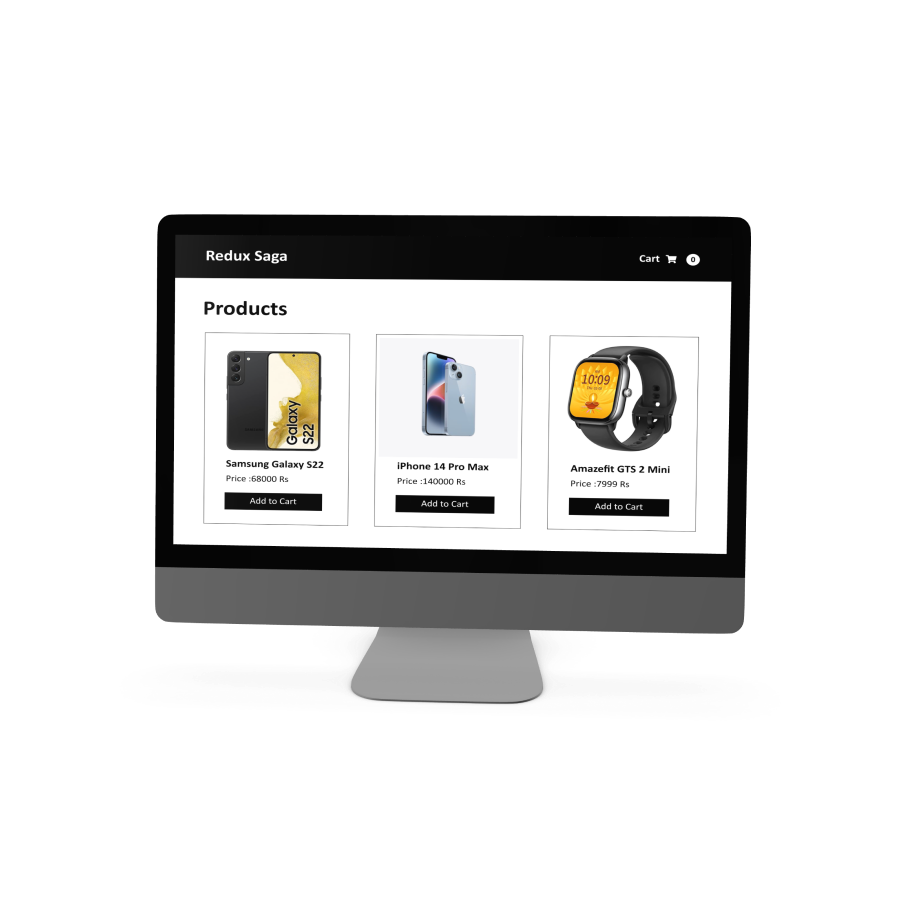 Redux Saga
Cart 0
Products
Galaxy
S22
10:09
Samsung Galaxy S22
Price :68000 Rs
Add to Cart
iPhone 14 Pro Max
Price :140000 Rs
Add to Cart
Amazefit GTS 2 Mini
Price :7999 Rs
Add to Cart